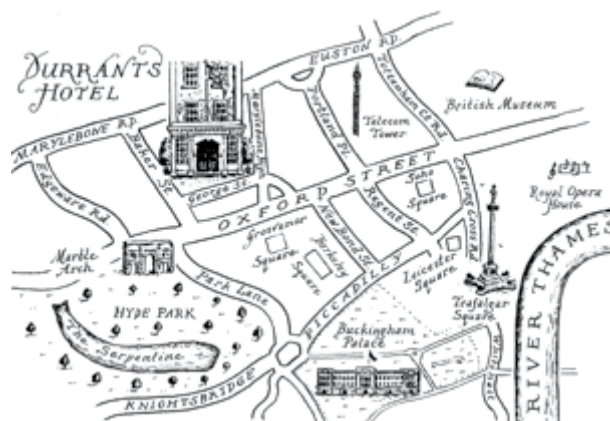 DURRANTS
HOTEL
EUSTON RD
Tottenham Ct Rd
British Museum
Telecom
Tower
Portland Pl.
MARYLEBONE RD
Baker St.
Edgeware Rd
George St.
OXFORD STREET
Soho
Square
Charing Cross Rd
Royal Opera
House
Regent St.
New Bond St.
Grosvenor
Square
Berkeley
Square
Marble
Arch
Park Lane
PICCADILLY
Leicester
Square
Trafalgar
Square
HYDE PARK
The Serpentine
Buckingham
Palace
Whitehall
RIVER THAMES
KNIGHTSBRIDGE